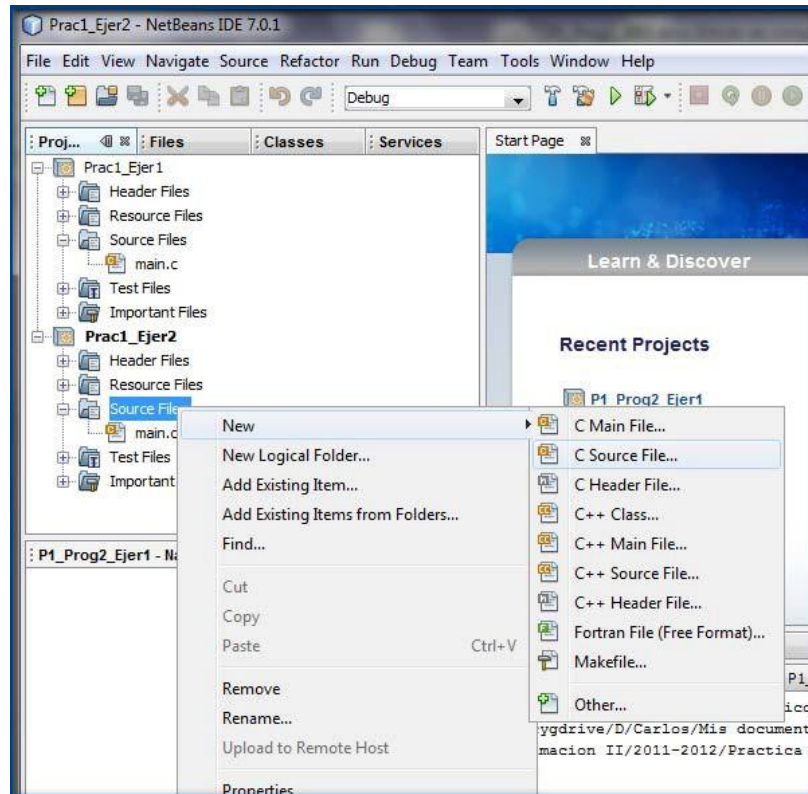 Prac1_Ejer2 - NetBeans IDE 7.0.1
File Edit View Navigate Source Refactor Run Debug Team Tools Window Help
Debug
Proj... Files Classes Services
Start Page
Prac1_Ejer1
Header Files
Resource Files
Source Files
main.c
Test Files
Important Files
Prac1_Ejer2
Header Files
Resource Files
Source File
main.c
Test Files
Important
P1_Prog2_Ejer1 - Na
Learn & Discover
Recent Projects
P1_Prog2_Ejer1
New
New Logical Folder...
Add Existing Item...
Add Existing Items from Folders...
Find...
Cut
Copy
Paste Ctrl+V
Remove
Rename...
Upload to Remote Host
Properties
C Main File...
C Source File...
C Header File...
C++ Class...
C++ Main File...
C++ Source File...
C++ Header File...
Fortran File (Free Format)...
Makefile...
Other...
P1_
ygdrive/D/Carlos/Mis document
macion II/2011-2012/Practica